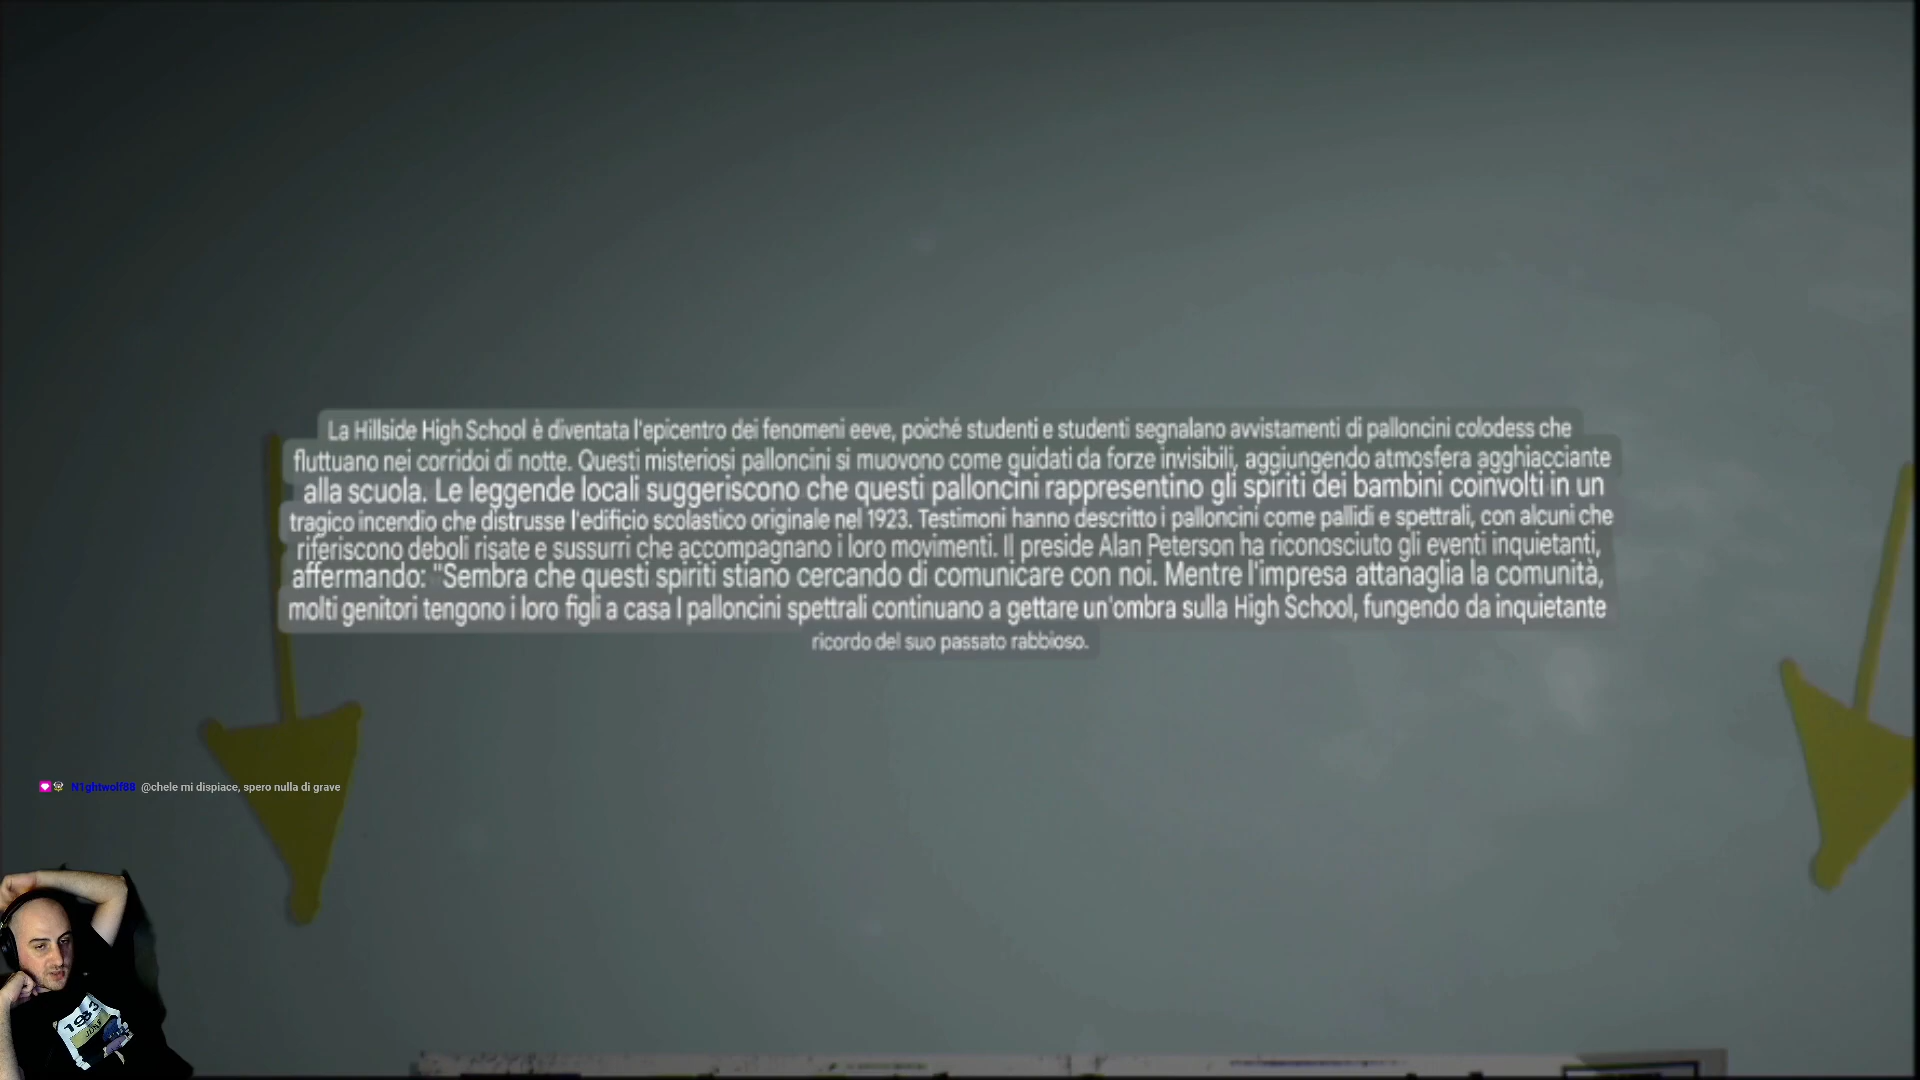 La Hillside High School è diventata l'epicentro dei fenomeni eeve, poiché studenti e studenti segnalano avvistamenti di palloncini colodess che
fluttuano nei corridoi di notte. Questi misteriosi palloncini si muovono come guidati da forze invisibili, aggiungendo atmosfera agghiacciante
alla scuola. Le leggende locali suggeriscono che questi palloncini rappresentino gli spiriti dei bambini coinvolti in un
tragico incendio che distrusse l'edificio scolastico originale nel 1923. Testimoni hanno descritto i palloncini come pallidi e spettrali, con alcuni che
riferiscono deboli risate e sussurri che accompagnano i loro movimenti. Il preside Alan Peterson ha riconosciuto gli eventi inquietanti,
affermando: "Sembra che questi spiriti stiano cercando di comunicare con noi. Mentre l'impresa attanaglia la comunità,
molti genitori tengono i loro figli a casa I palloncini spettrali continuano a gettare un'ombra sulla High School, fungendo da inquietante
ricordo del suo passato rabbioso.
N1ghtwolf88 @chele mi dispiace, spero nulla di grave